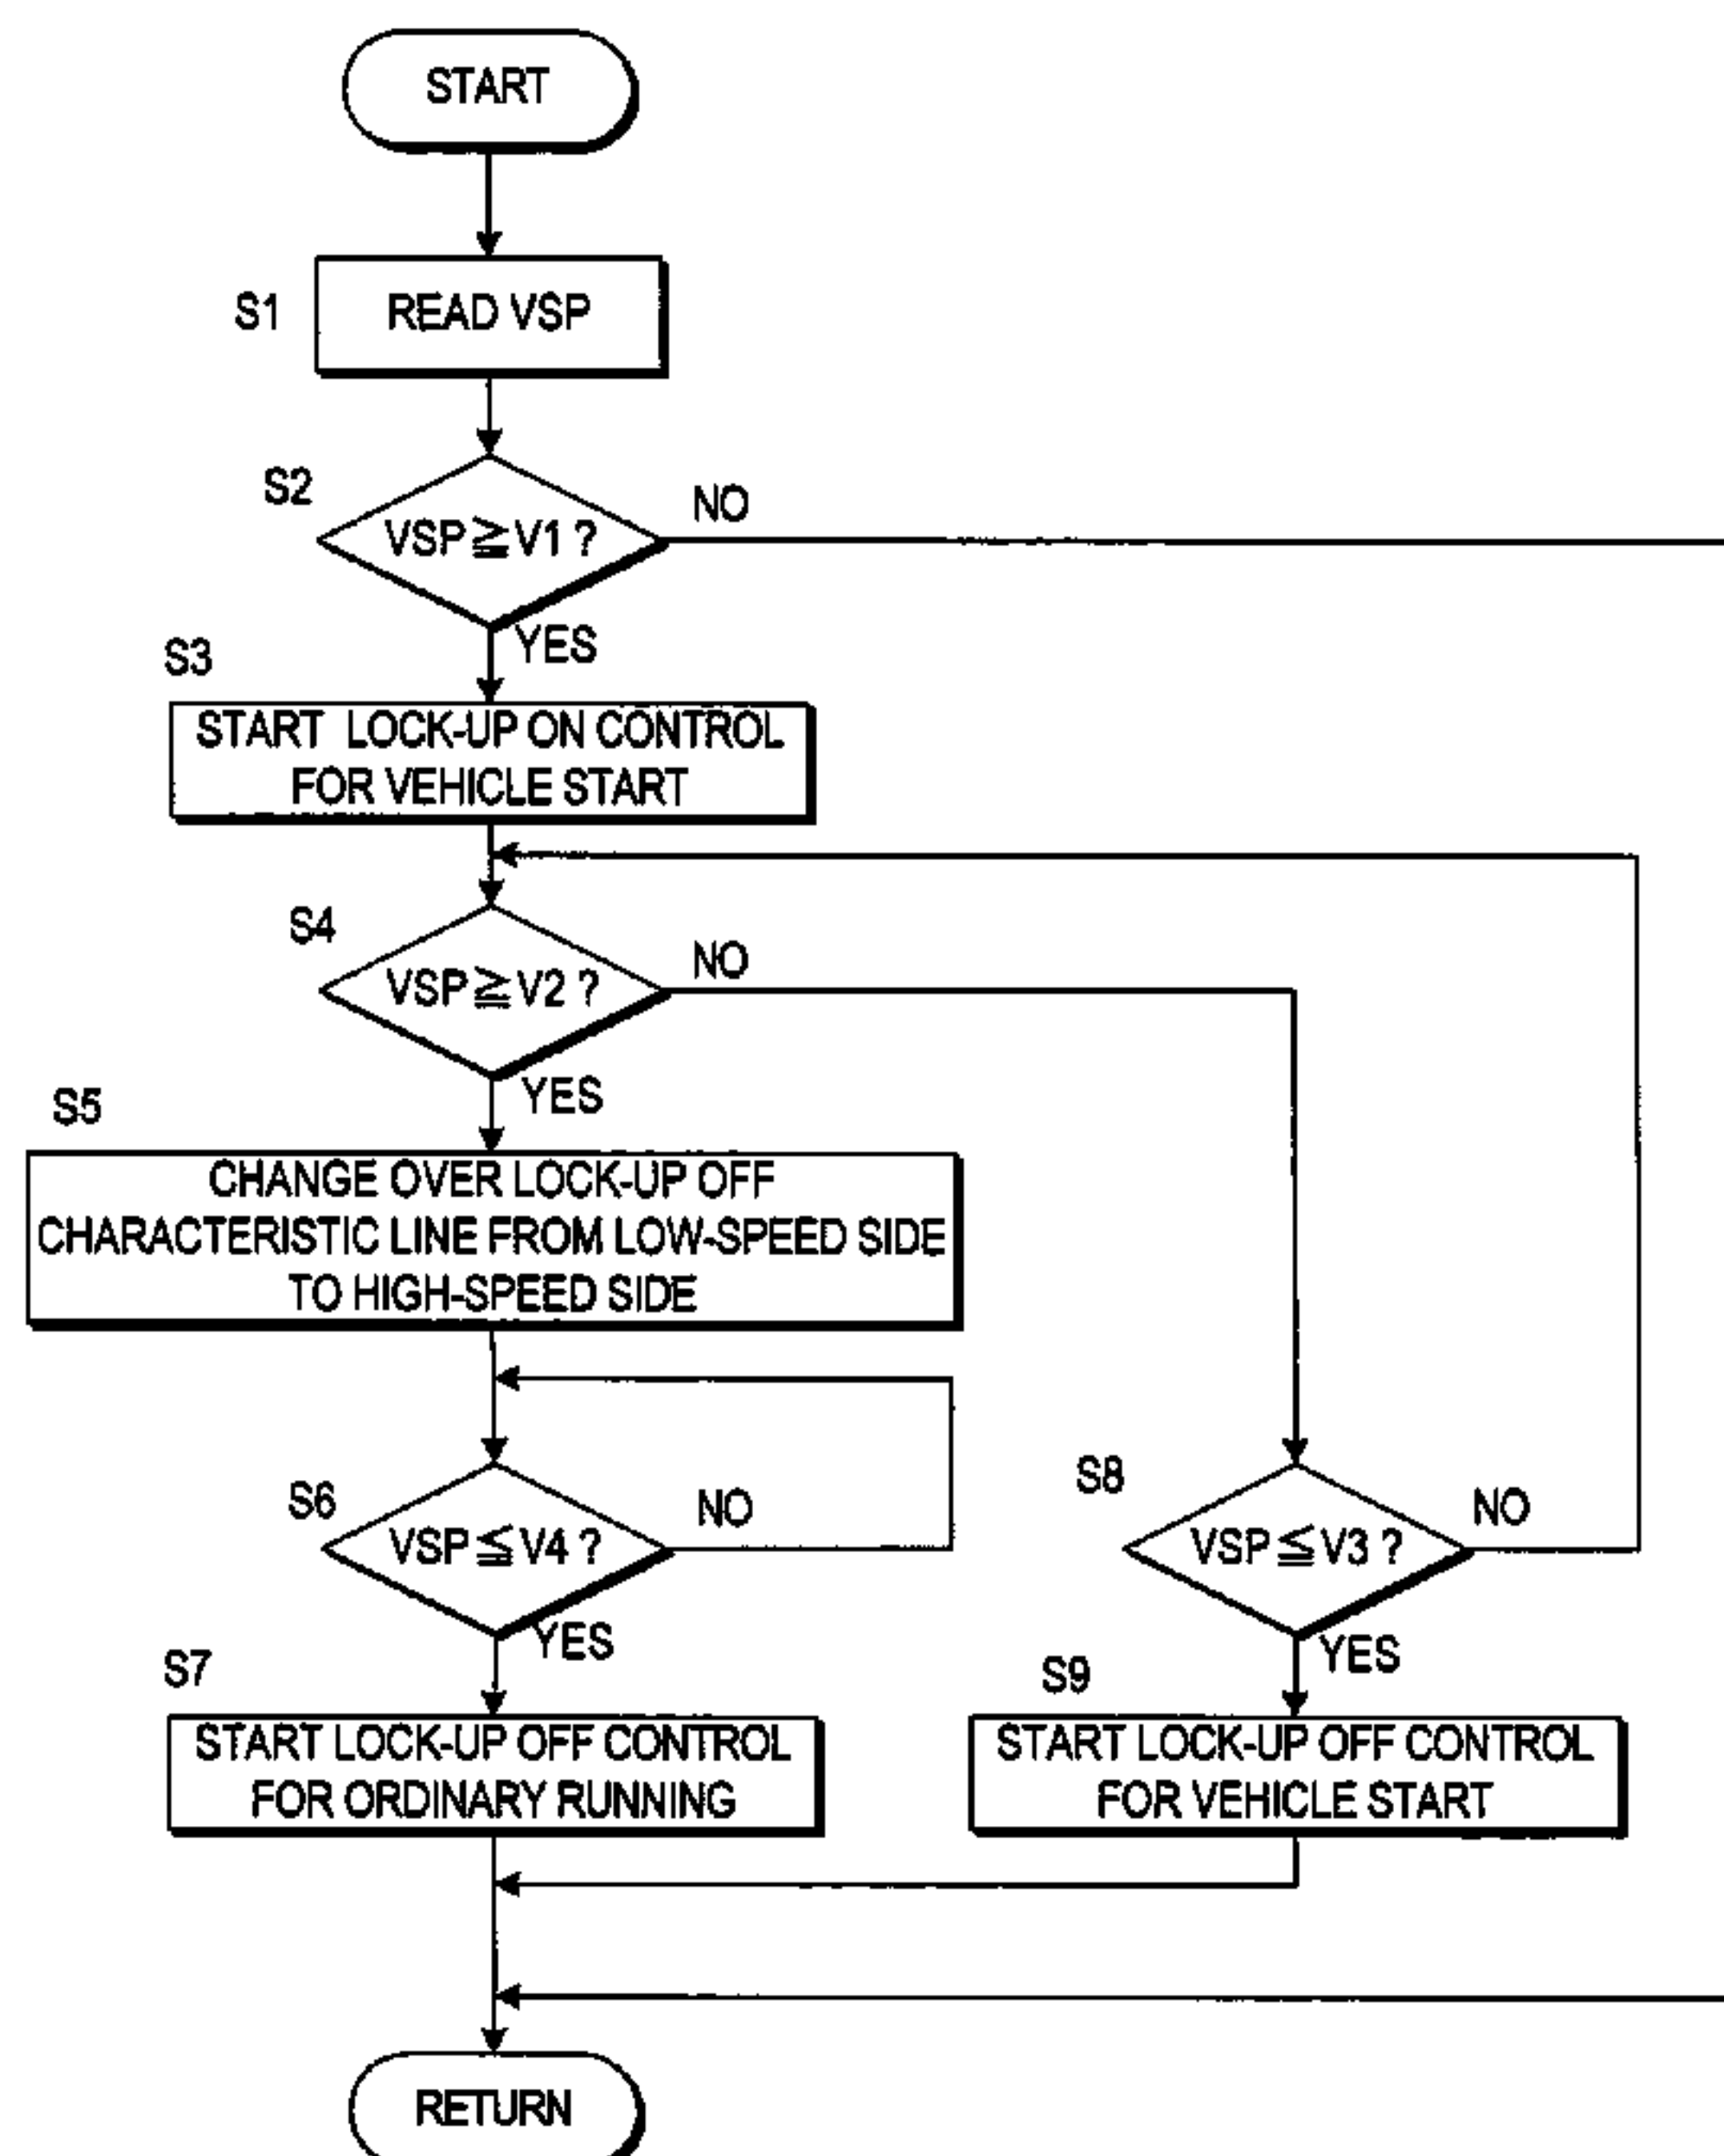 START
S1
READ VSP
S2
VSP≧V1 ?
NO
YES
S3
START LOCK-UP ON CONTROL
FOR VEHICLE START
S4
VSP≧V2 ?
NO
YES
S5
CHANGE OVER LOCK-UP OFF
CHARACTERISTIC LINE FROM LOW-SPEED SIDE
TO HIGH-SPEED SIDE
S6
VSP≦V4 ?
NO
YES
S8
VSP≦V3 ?
NO
YES
S7
START LOCK-UP OFF CONTROL
FOR ORDINARY RUNNING
S9
START LOCK-UP OFF CONTROL
FOR VEHICLE START
RETURN